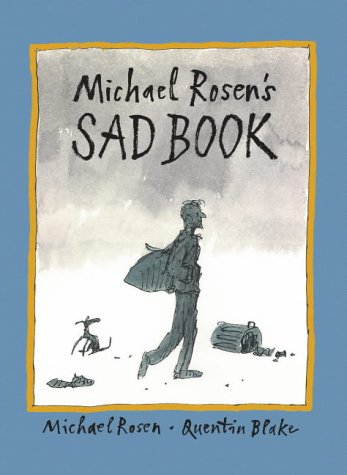 Michael Rosen's
SAD BOOK
Michael Rosen · Quentin Blake